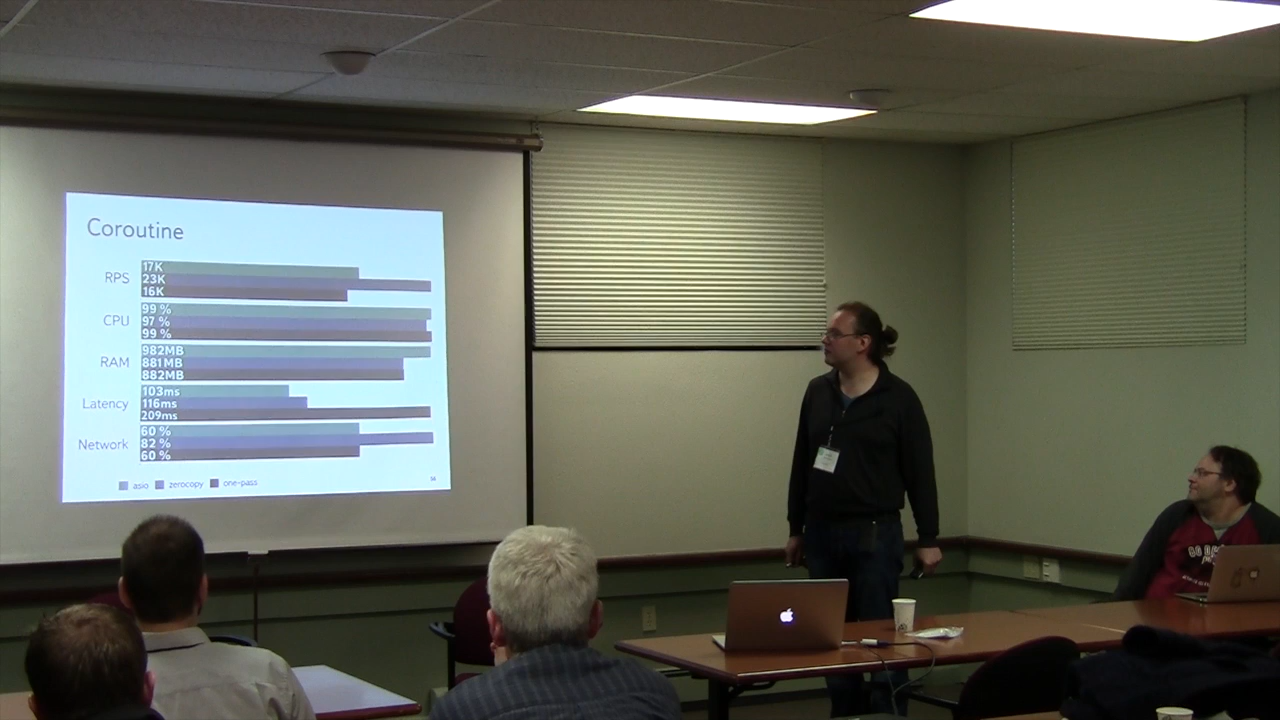 Coroutine
RPS
17K
23K
16K
CPU
99 %
97 %
99 %
RAM
982MB
881MB
882MB
Latency
103ms
116ms
209ms
Network
60 %
82 %
60 %
asio zerocopy one-pass
56